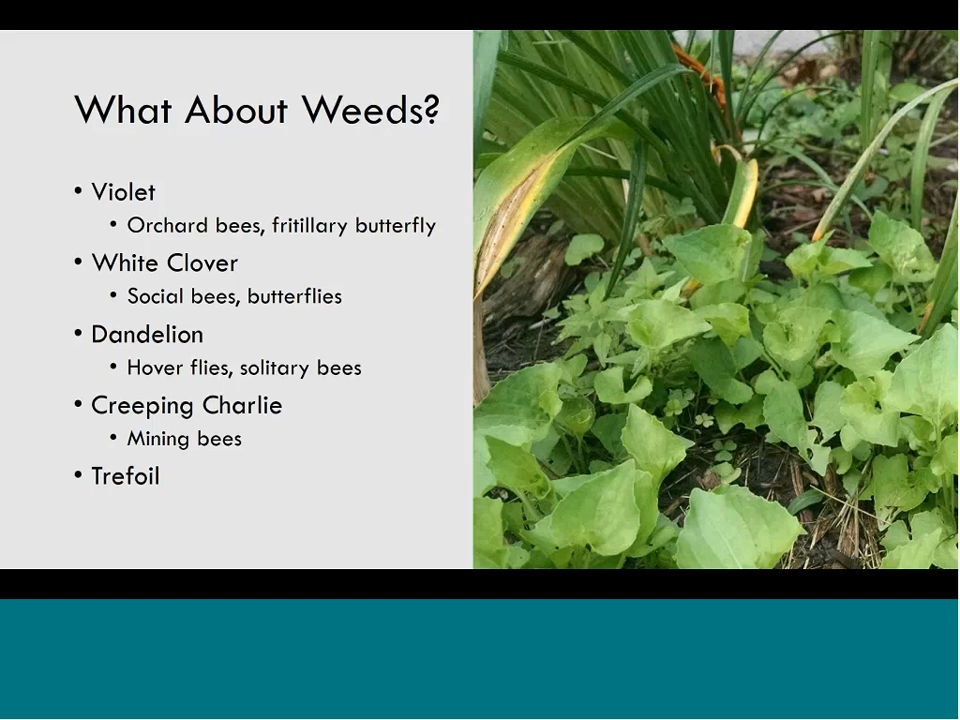 What About Weeds?
• Violet
• Orchard bees, fritillary butterfly
• White Clover
• Social bees, butterflies
• Dandelion
• Hover flies, solitary bees
• Creeping Charlie
• Mining bees
• Trefoil